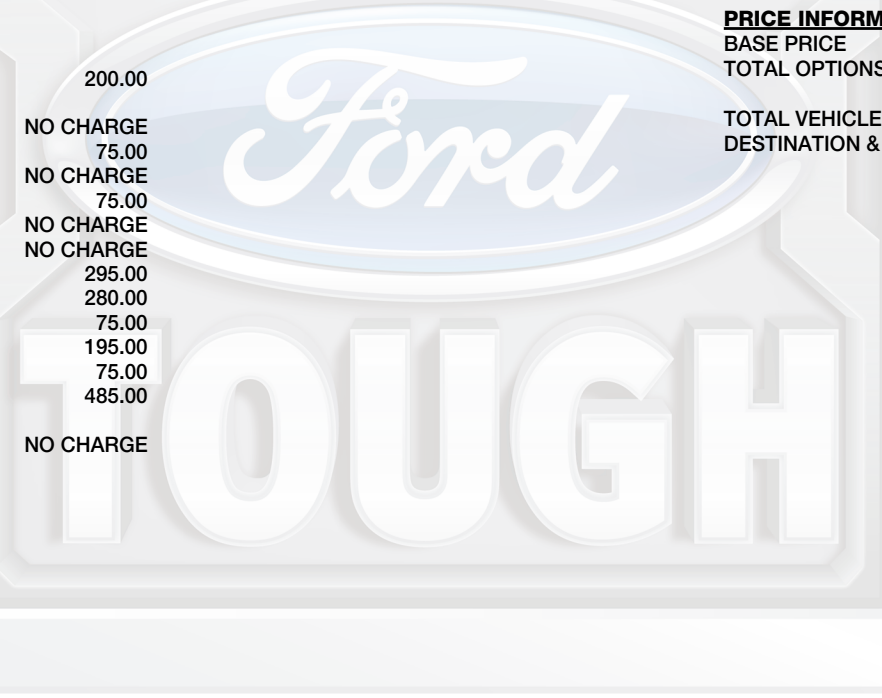 200.00
NO CHARGE
75.00
NO CHARGE
75.00
NO CHARGE
NO CHARGE
295.00
280.00
75.00
195.00
75.00
485.00
NO CHARGE
PRICE INFORM
BASE PRICE
TOTAL OPTIONS
TOTAL VEHICLE
DESTINATION &
Ford
TOUGH